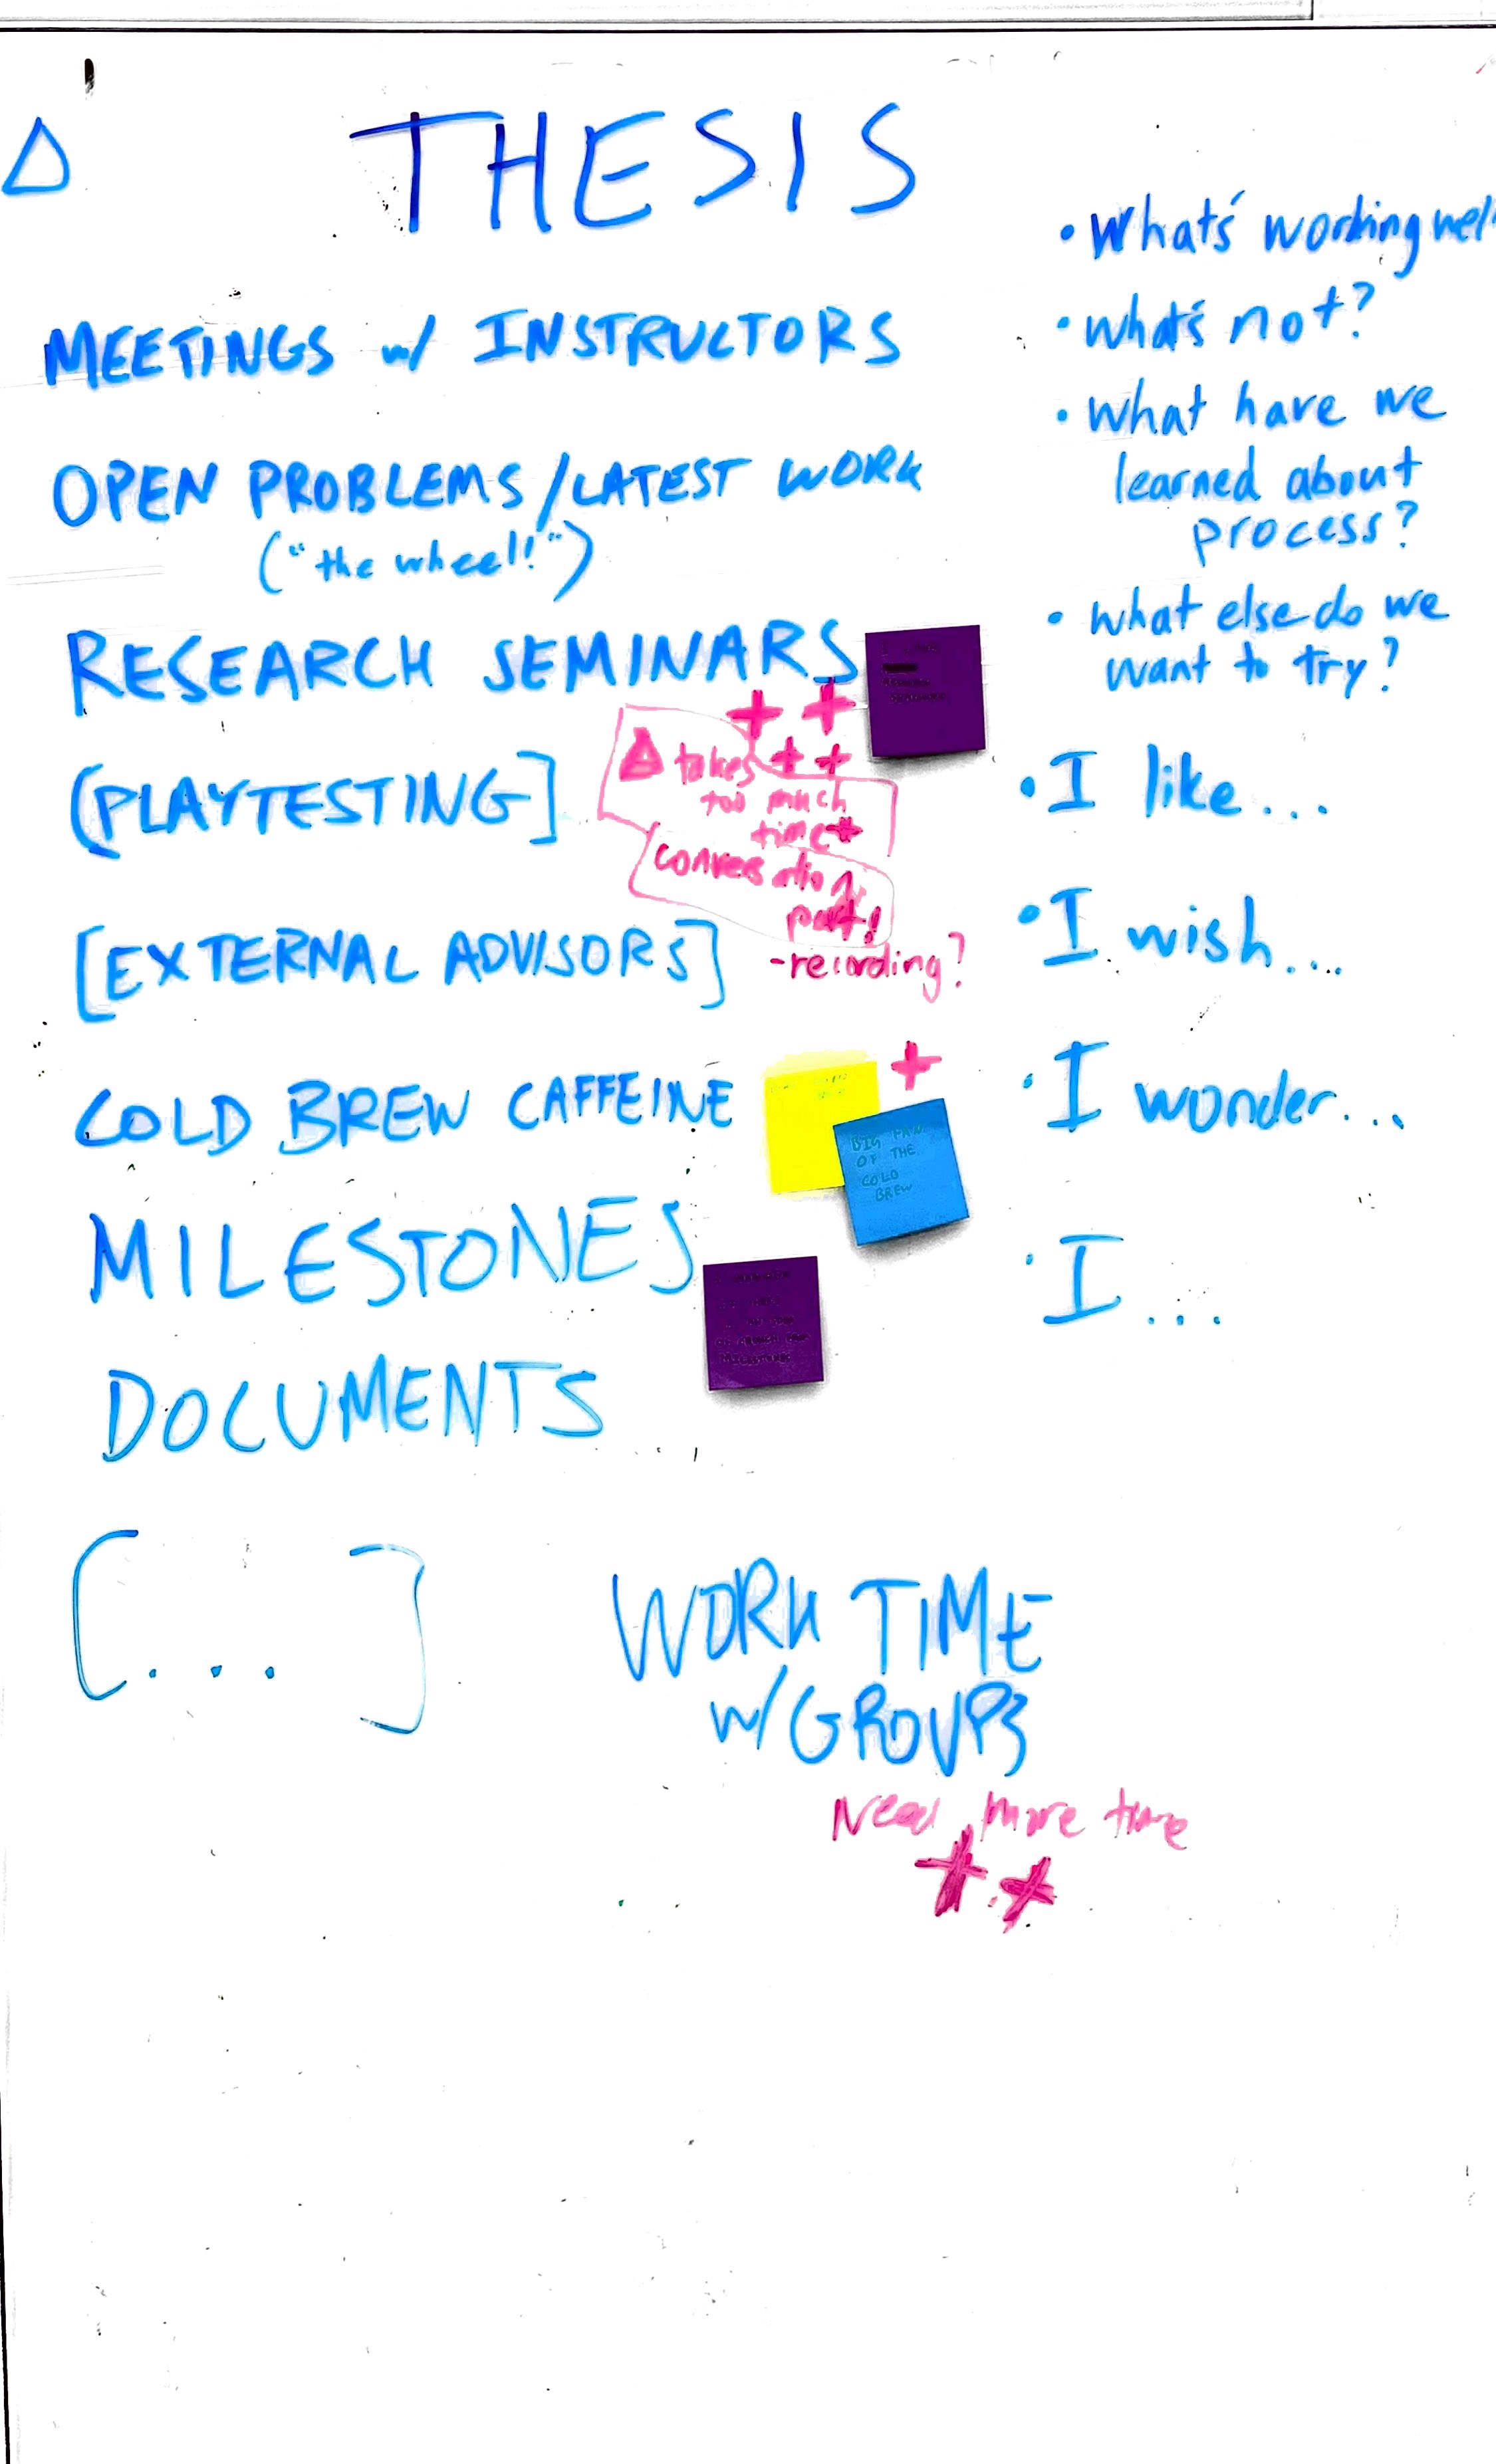 Δ THESIS
MEETINGS w/ INSTRUCTORS
OPEN PROBLEMS/LATEST WORK
("the wheel!")
RESEARCH SEMINARS
+ +
Δ takes + +
too much
time +
conversation
part!
-recording?
(PLAYTESTING]
[EXTERNAL ADVISORS]
COLD BREW CAFFEINE
+
BIG FAN
OF THE
COLD
BREW
MILESTONES
MILESTONE
DOCUMENTS
[...]
WORK TIME
w/GROUPS
Need more time
+ +
• What's working well
• what's not?
• what have we
learned about
process?
• what else do we
want to try?
• I like...
• I wish...
• I wonder...
• I...